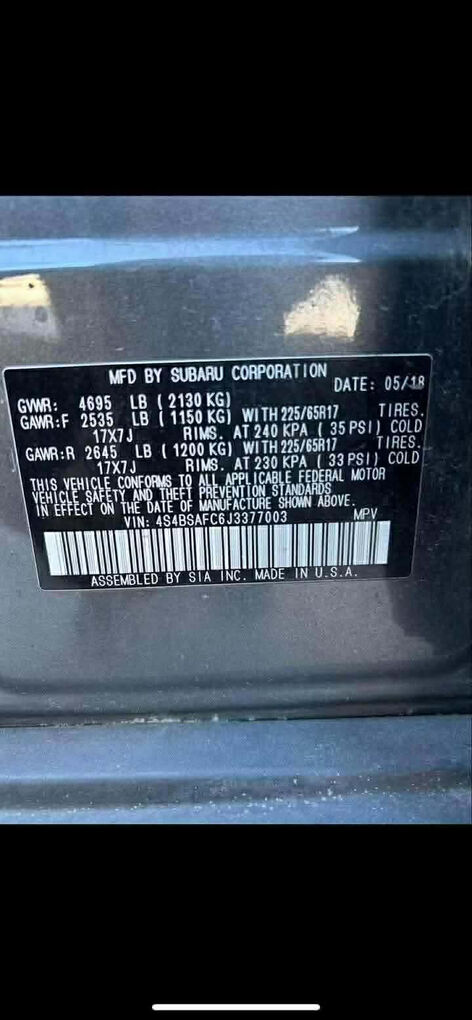 MFD BY SUBARU CORPORATION
DATE: 05/18
GVWR: 4695 LB ( 2130 KG)
GAWR:F 2535 LB ( 1150 KG) WITH 225/65R17 TIRES.
17X7J RIMS. AT 240 KPA ( 35 PSI) COLD
GAWR:R 2645 LB ( 1200 KG) WITH 225/65R17 TIRES.
17X7J RIMS. AT 230 KPA ( 33 PSI) COLD
THIS VEHICLE CONFORMS TO ALL APPLICABLE FEDERAL MOTOR
VEHICLE SAFETY AND THEFT PREVENTION STANDARDS
IN EFFECT ON THE DATE OF MANUFACTURE SHOWN ABOVE.
VIN: 4S4BSAFC6J3377003 MPV
ASSEMBLED BY SIA INC. MADE IN U.S.A.